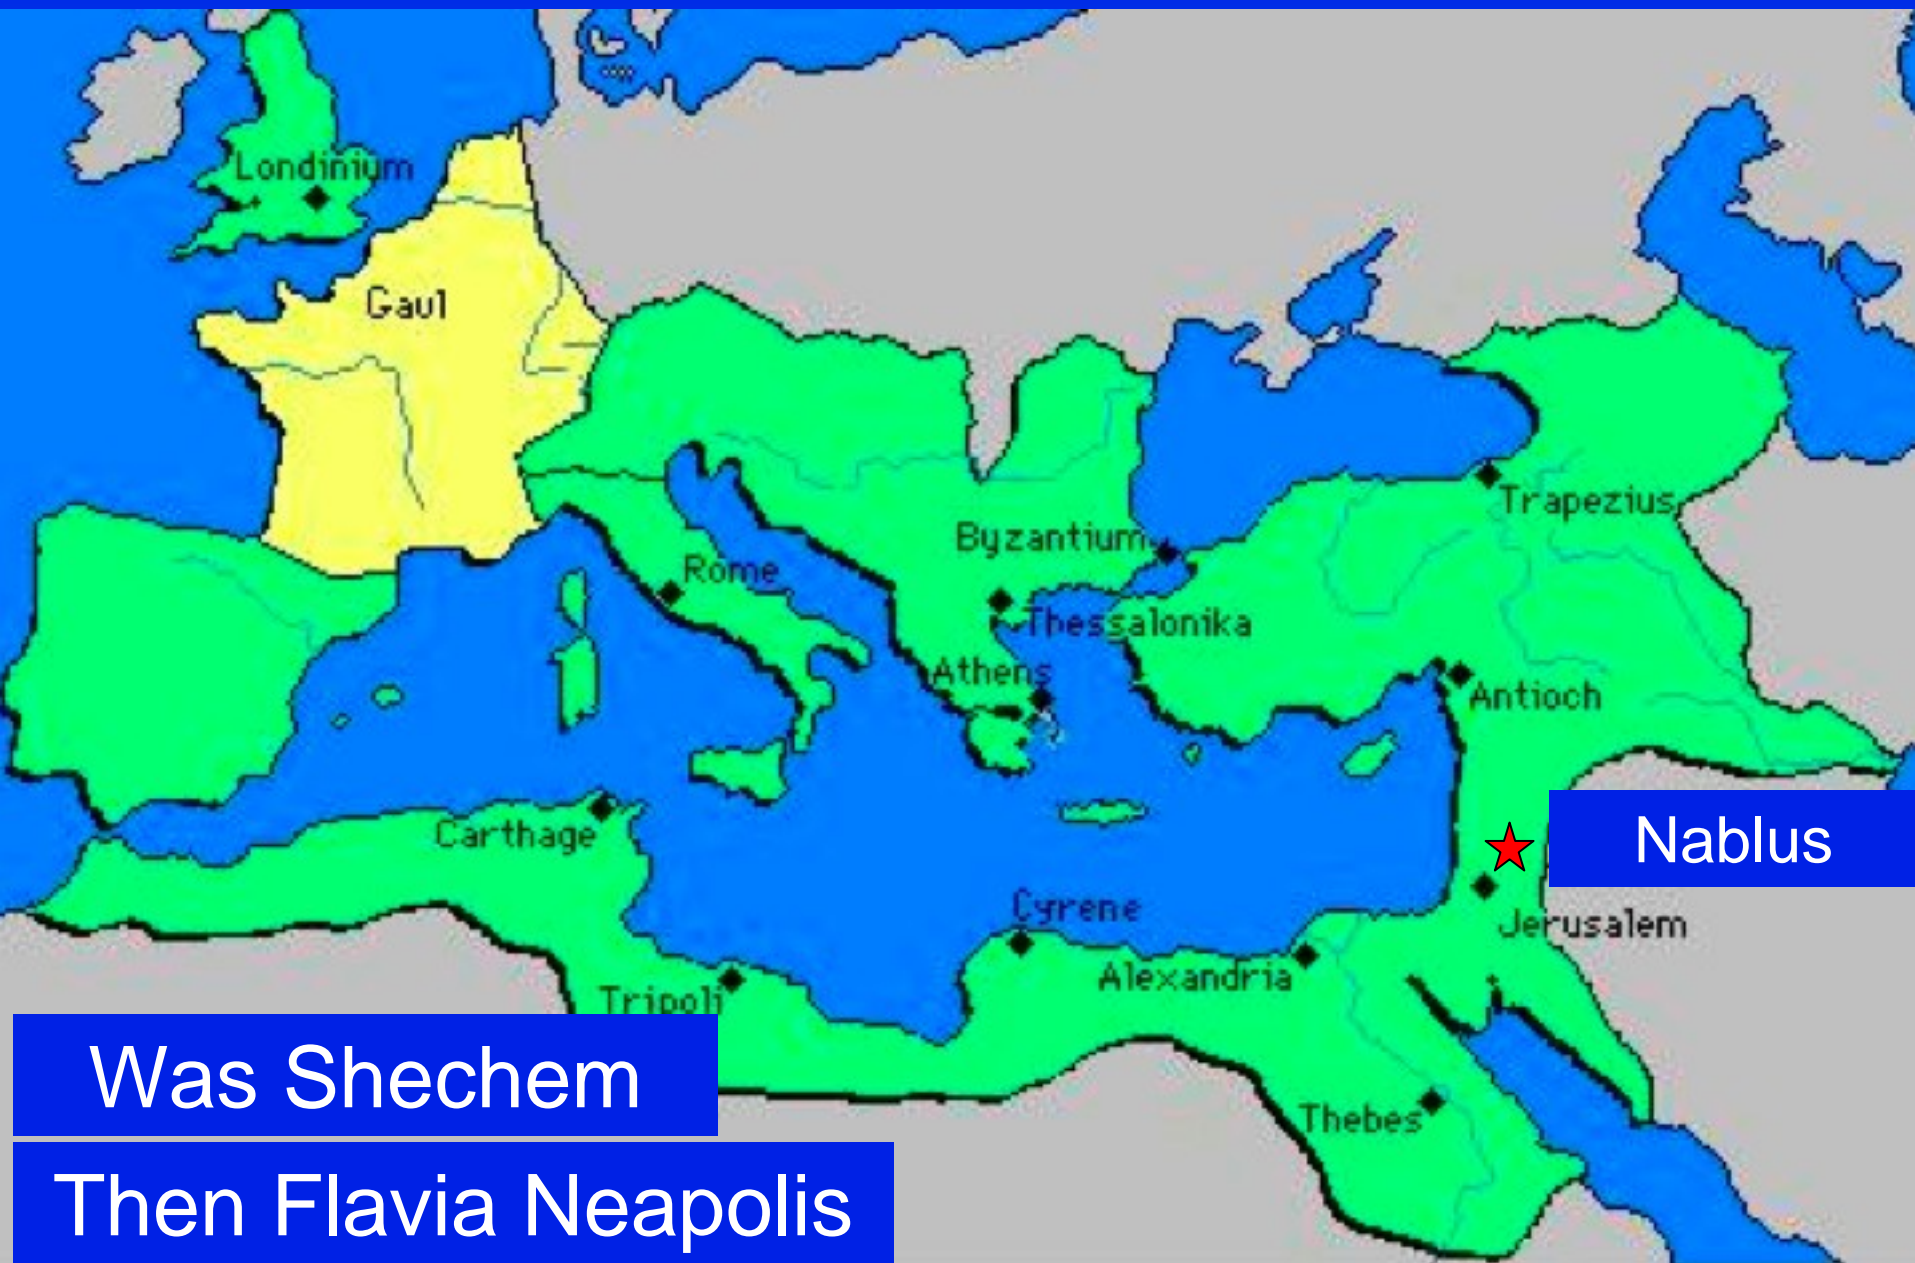 Londinium
Gaul
Trapezius
Byzantium
Rome
Thessalonika
Athens
Antioch
Carthage
Nablus
Cyrene
Jerusalem
Alexandria
Tripoli
Was Shechem
Thebes
Then Flavia Neapolis